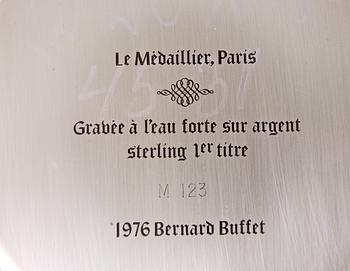 Le Médaillier, Paris
Gravée à l'eau forte sur argent
sterling 1er titre
M 123
°1976 Bernard Buffet